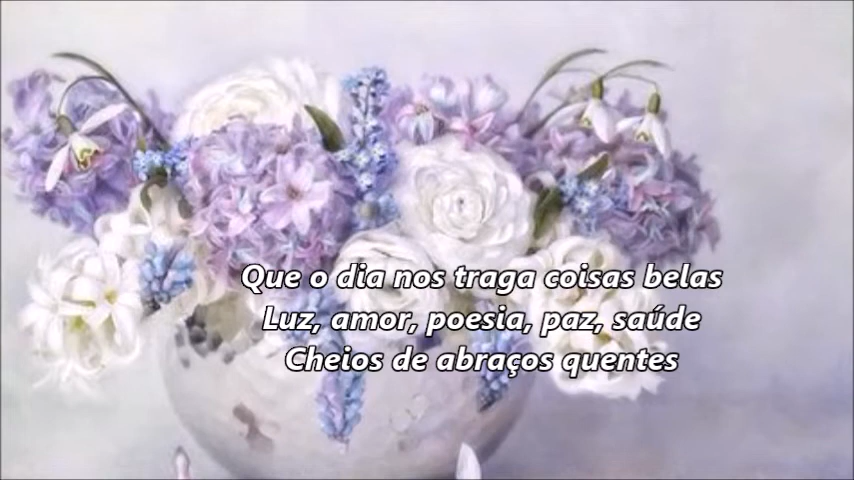 Que o dia nos traga coisas belas
Luz, amor, poesia, paz, saúde
Cheios de abraços quentes